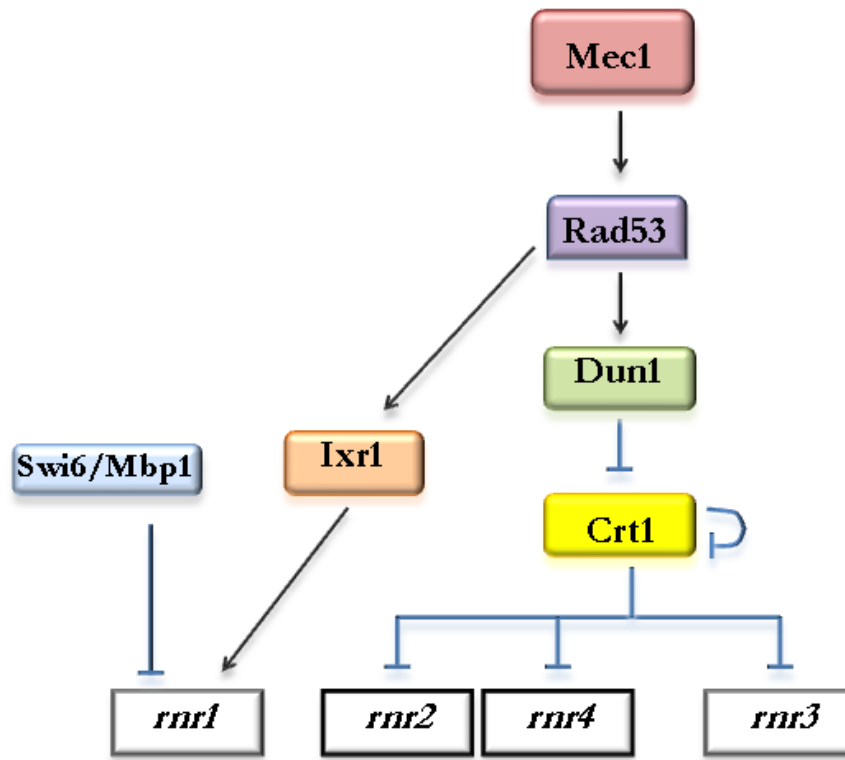 Mec1
Rad53
Dun1
Swi6/Mbp1
Ixr1
Crt1
rnr1
rnr2
rnr4
rnr3